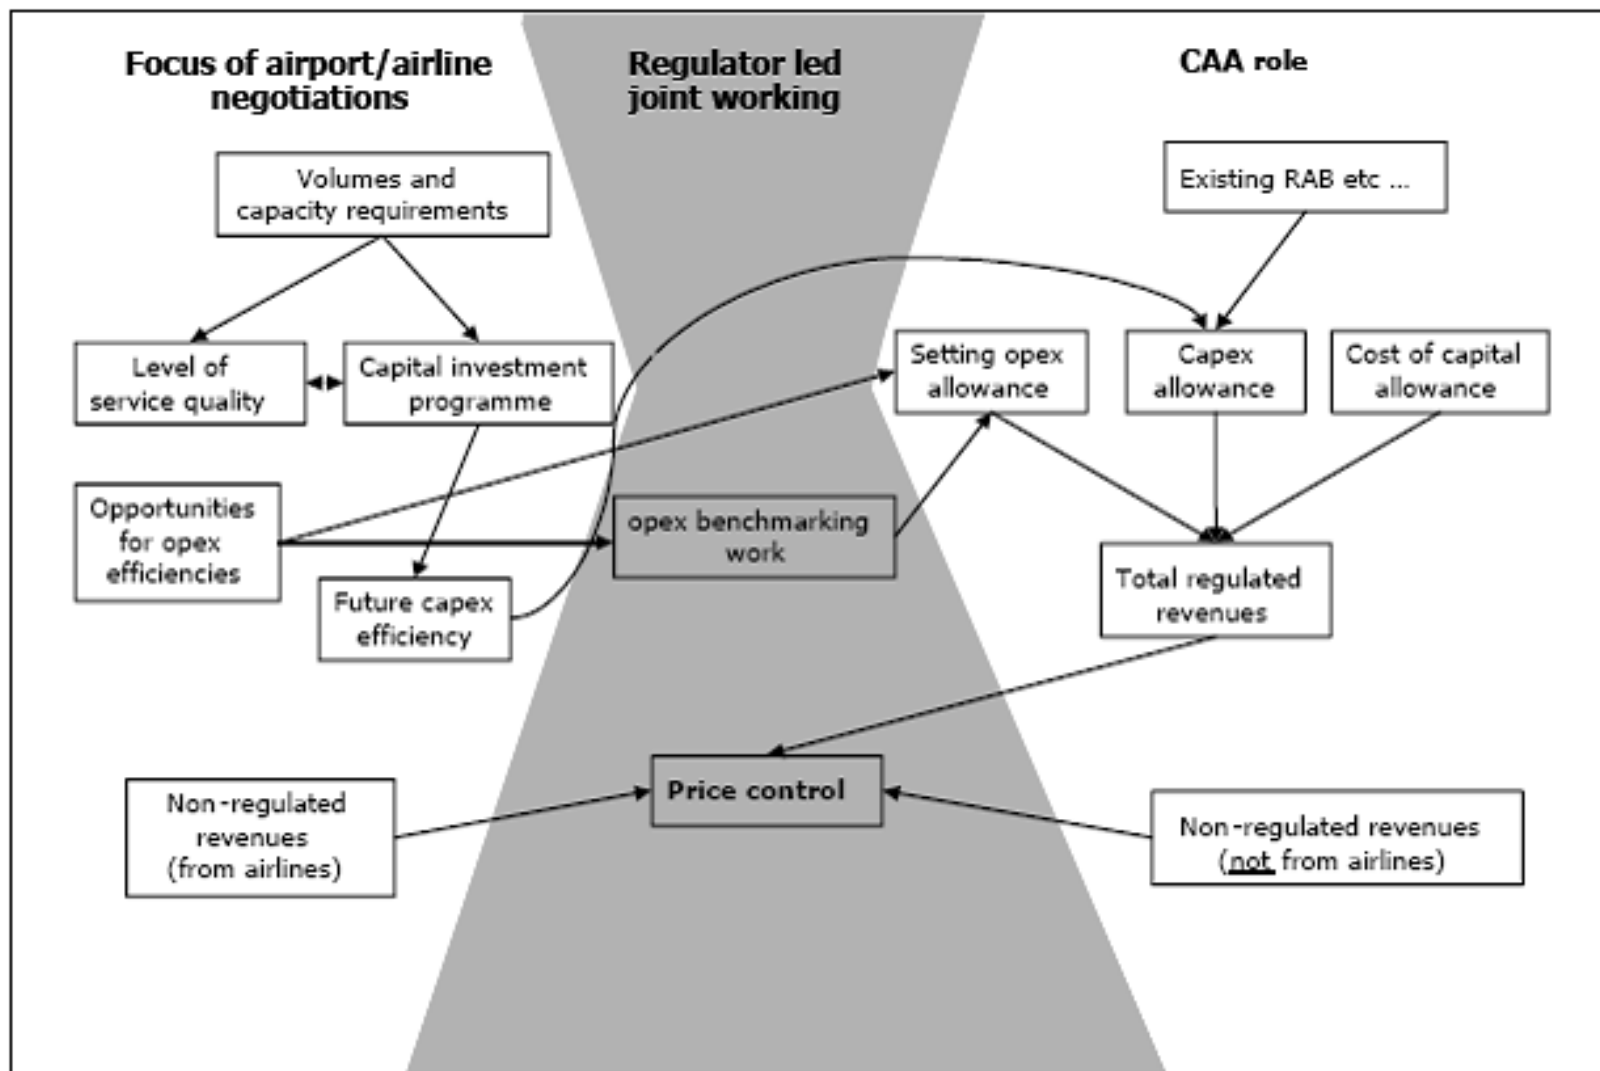 Focus of airport/airline
negotiations
Regulator led
joint working
CAA role
Volumes and
capacity requirements
Existing RAB etc ...
Level of
service quality
Capital investment
programme
Setting opex
allowance
Capex
allowance
Cost of capital
allowance
Opportunities
for opex
efficiencies
opex benchmarking
work
Future capex
efficiency
Total regulated
revenues
Non-regulated
revenues
(from airlines)
Price control
Non-regulated revenues
(not from airlines)